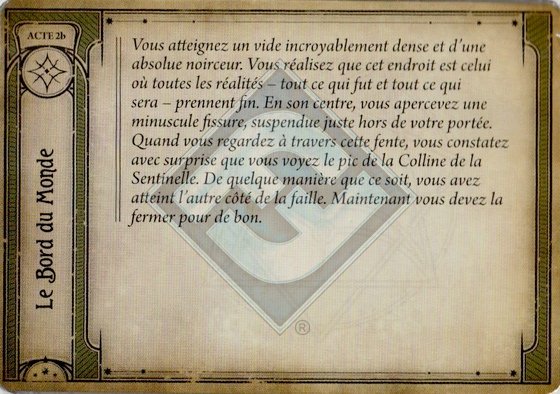 ACTE 2b
Le Bord du Monde
Vous atteignez un vide incroyablement dense et d'une
absolue noirceur. Vous réalisez que cet endroit est celui
où toutes les réalités – tout ce qui fut et tout ce qui
sera – prennent fin. En son centre, vous apercevez une
minuscule fissure, suspendue juste hors de votre portée.
Quand vous regardez à travers cette fente, vous constatez
avec surprise que vous voyez le pic de la Colline de la
Sentinelle. De quelque manière que ce soit, vous avez
atteint l'autre côté de la faille. Maintenant vous devez la
fermer pour de bon.
®